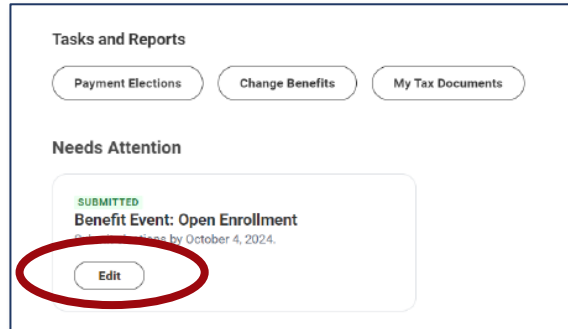 Tasks and Reports
Payment Elections Change Benefits My Tax Documents
Needs Attention
SUBMITTED
Benefit Event: Open Enrollment
by October 4, 2024.
Edit